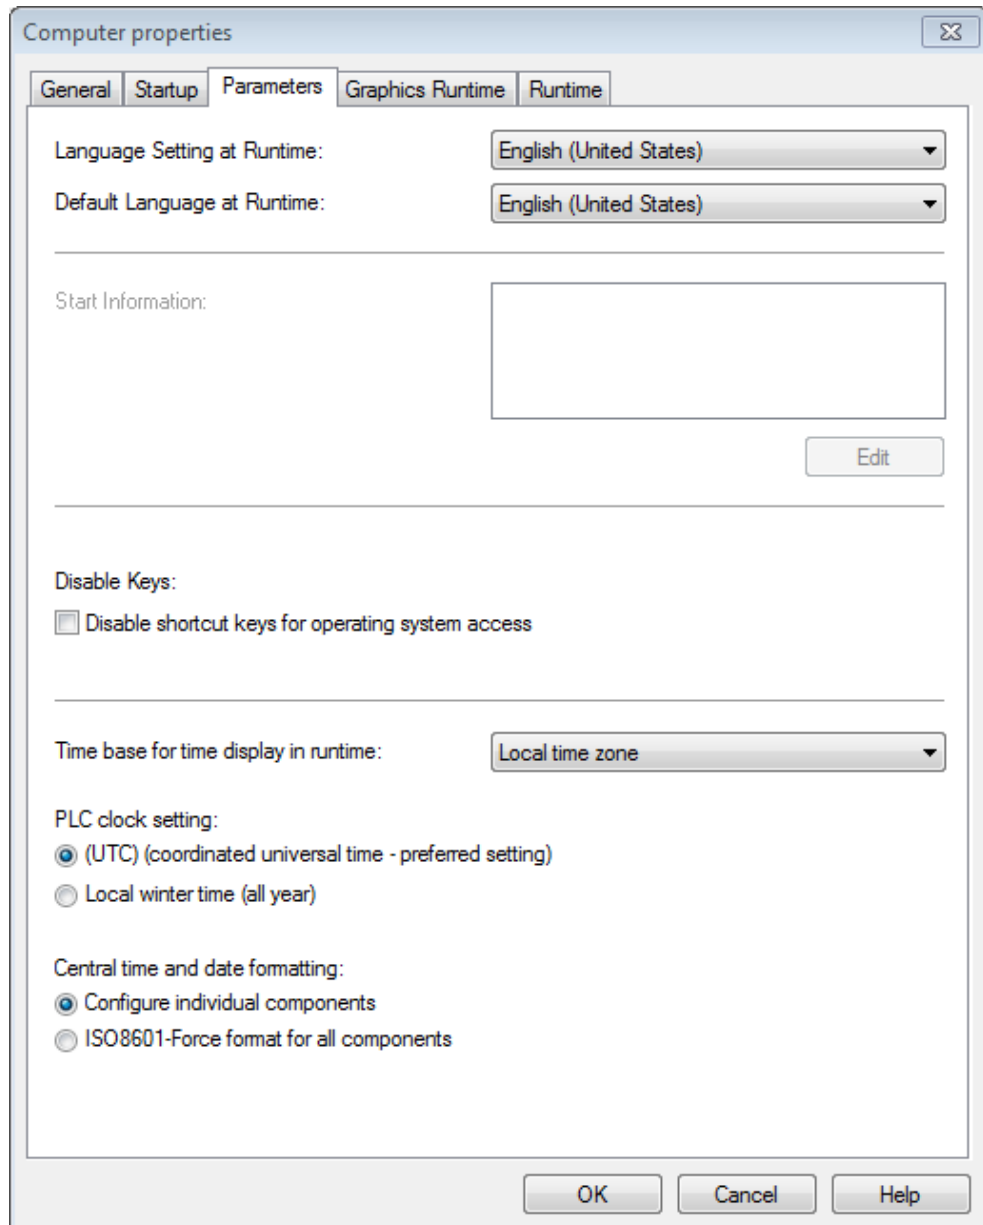 Computer properties
General Startup Parameters Graphics Runtime Runtime
Language Setting at Runtime: English (United States)
Default Language at Runtime: English (United States)
Start Information:
Edit
Disable Keys:
Disable shortcut keys for operating system access
Time base for time display in runtime: Local time zone
PLC clock setting:
(UTC) (coordinated universal time - preferred setting)
Local winter time (all year)
Central time and date formatting:
Configure individual components
ISO8601-Force format for all components
OK Cancel Help